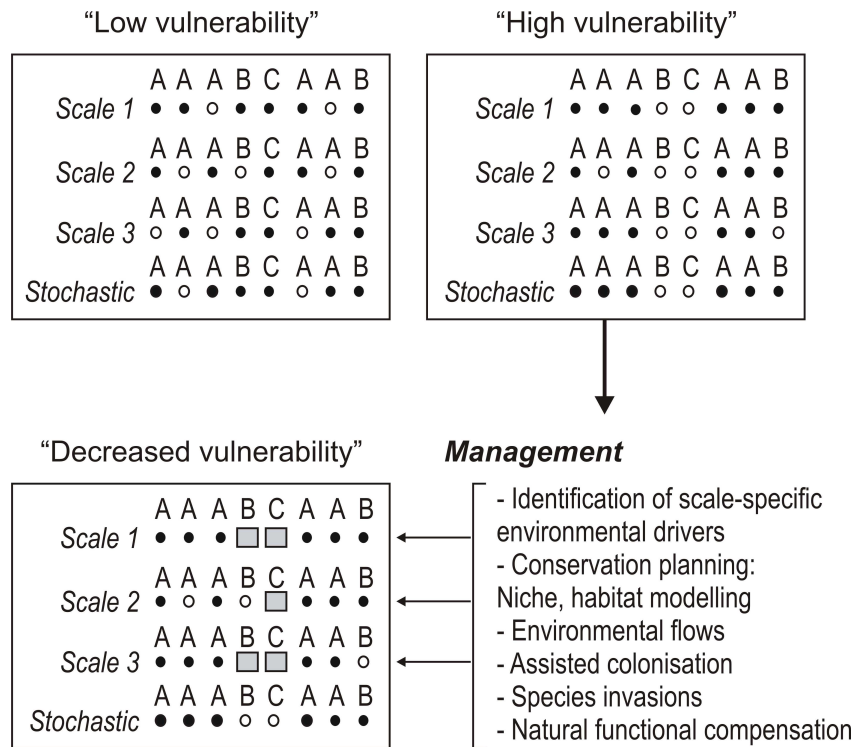 “Low vulnerability”
A A A B C A A B
Scale 1
A A A B C A A B
Scale 2
A A A B C A A B
Scale 3
A A A B C A A B
Stochastic
“High vulnerability”
A A A B C A A B
Scale 1
A A A B C A A B
Scale 2
A A A B C A A B
Scale 3
A A A B C A A B
Stochastic
“Decreased vulnerability”
A A A B C A A B
Scale 1
A A A B C A A B
Scale 2
A A A B C A A B
Scale 3
A A A B C A A B
Stochastic
Management
- Identification of scale-specific
environmental drivers
- Conservation planning:
Niche, habitat modelling
- Environmental flows
- Assisted colonisation
- Species invasions
- Natural functional compensation